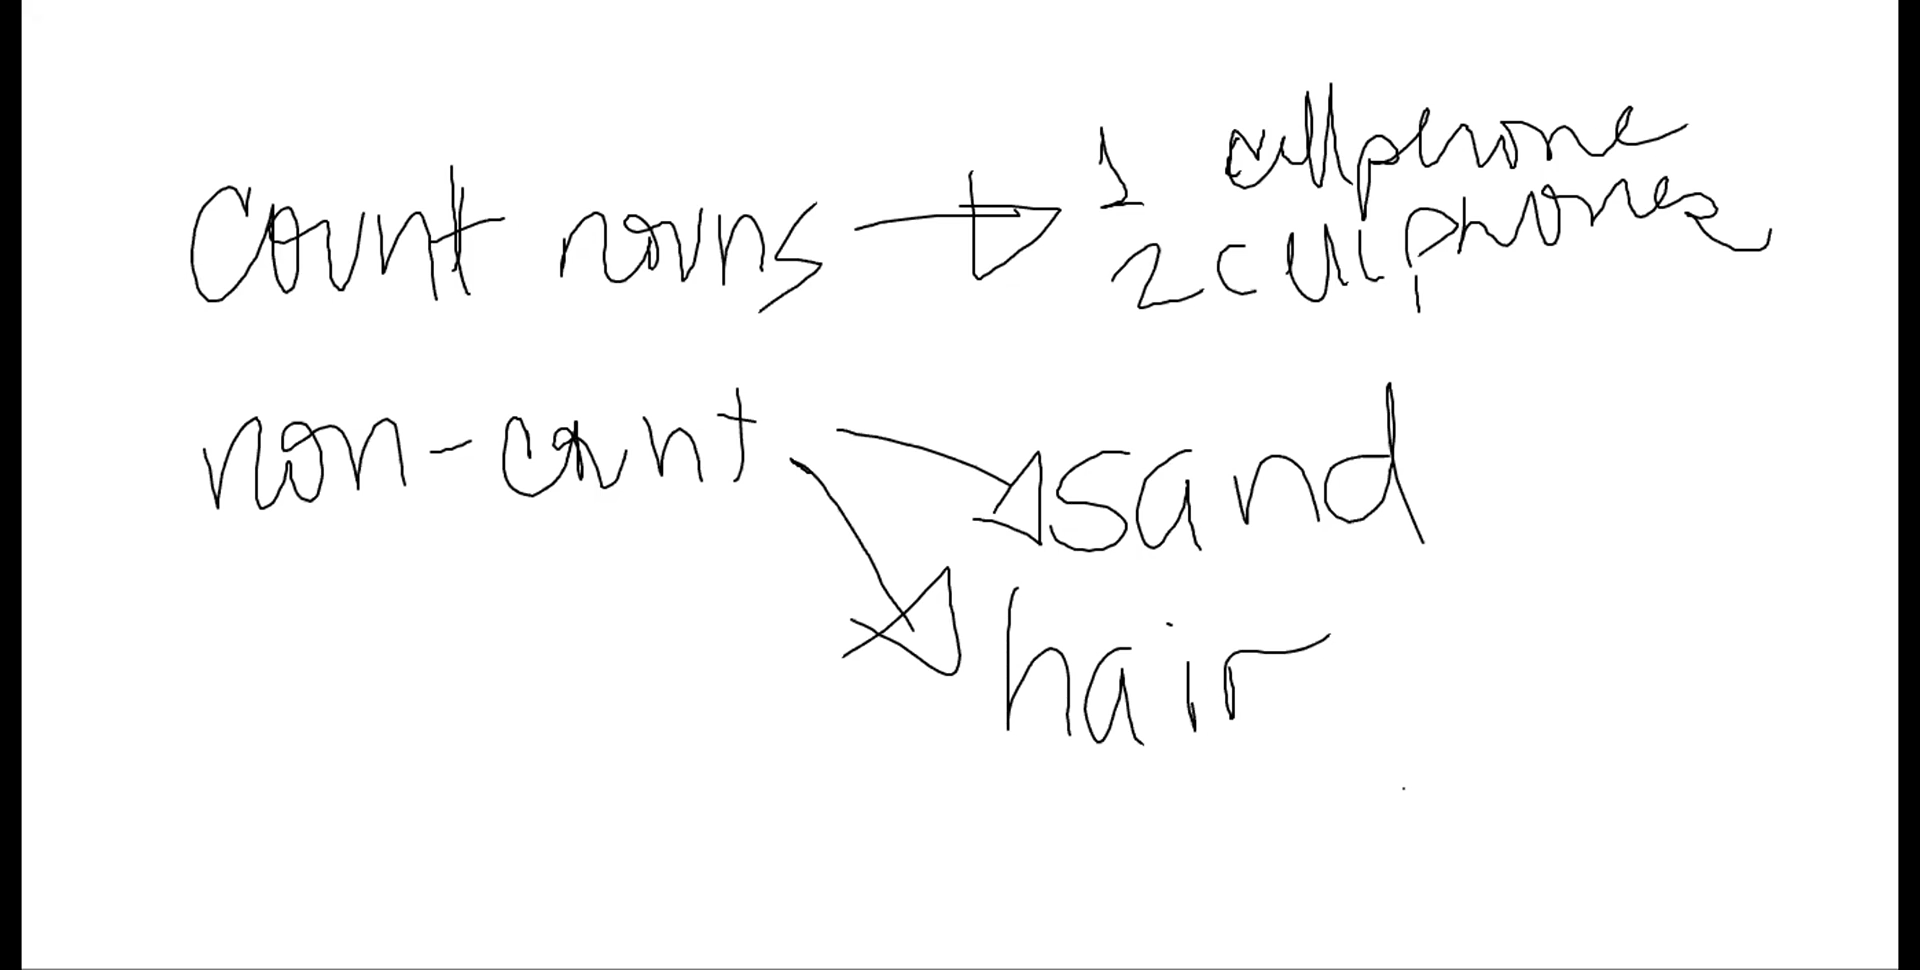 Count nouns → 1 cellphone
2 cellphones
non-count → sand
→ hair